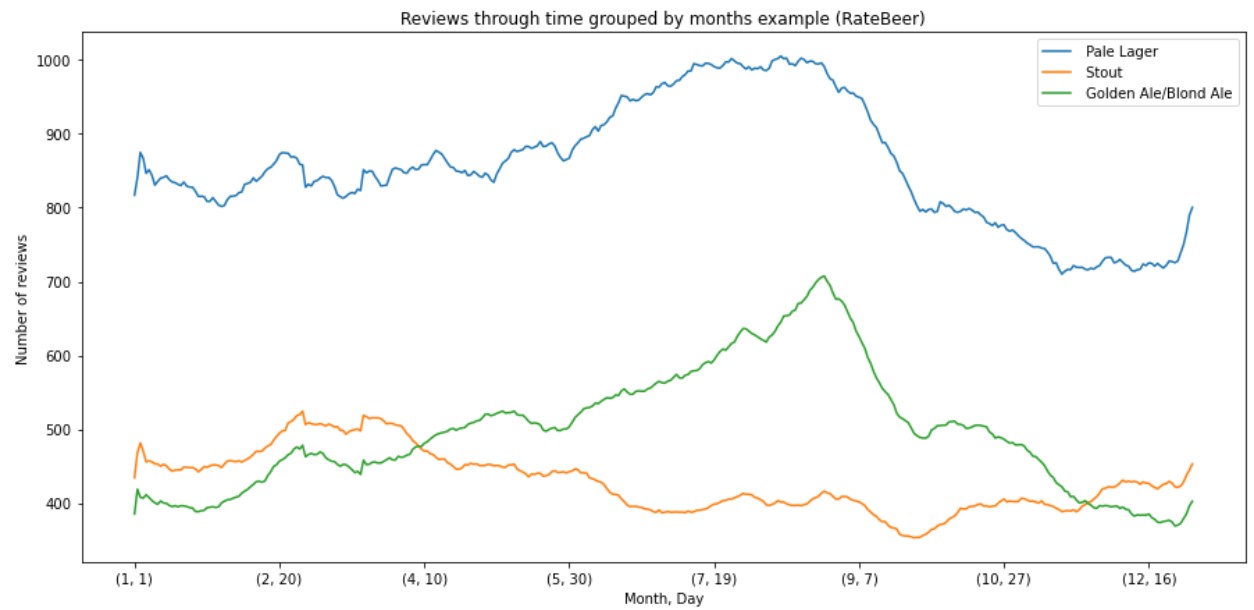 Reviews through time grouped by months example (RateBeer)
Pale Lager
Stout
Golden Ale/Blond Ale
Number of reviews
1000
900
800
700
600
500
400
(1, 1) (2, 20) (4, 10) (5, 30) (7, 19) (9, 7) (10, 27) (12, 16)
Month, Day